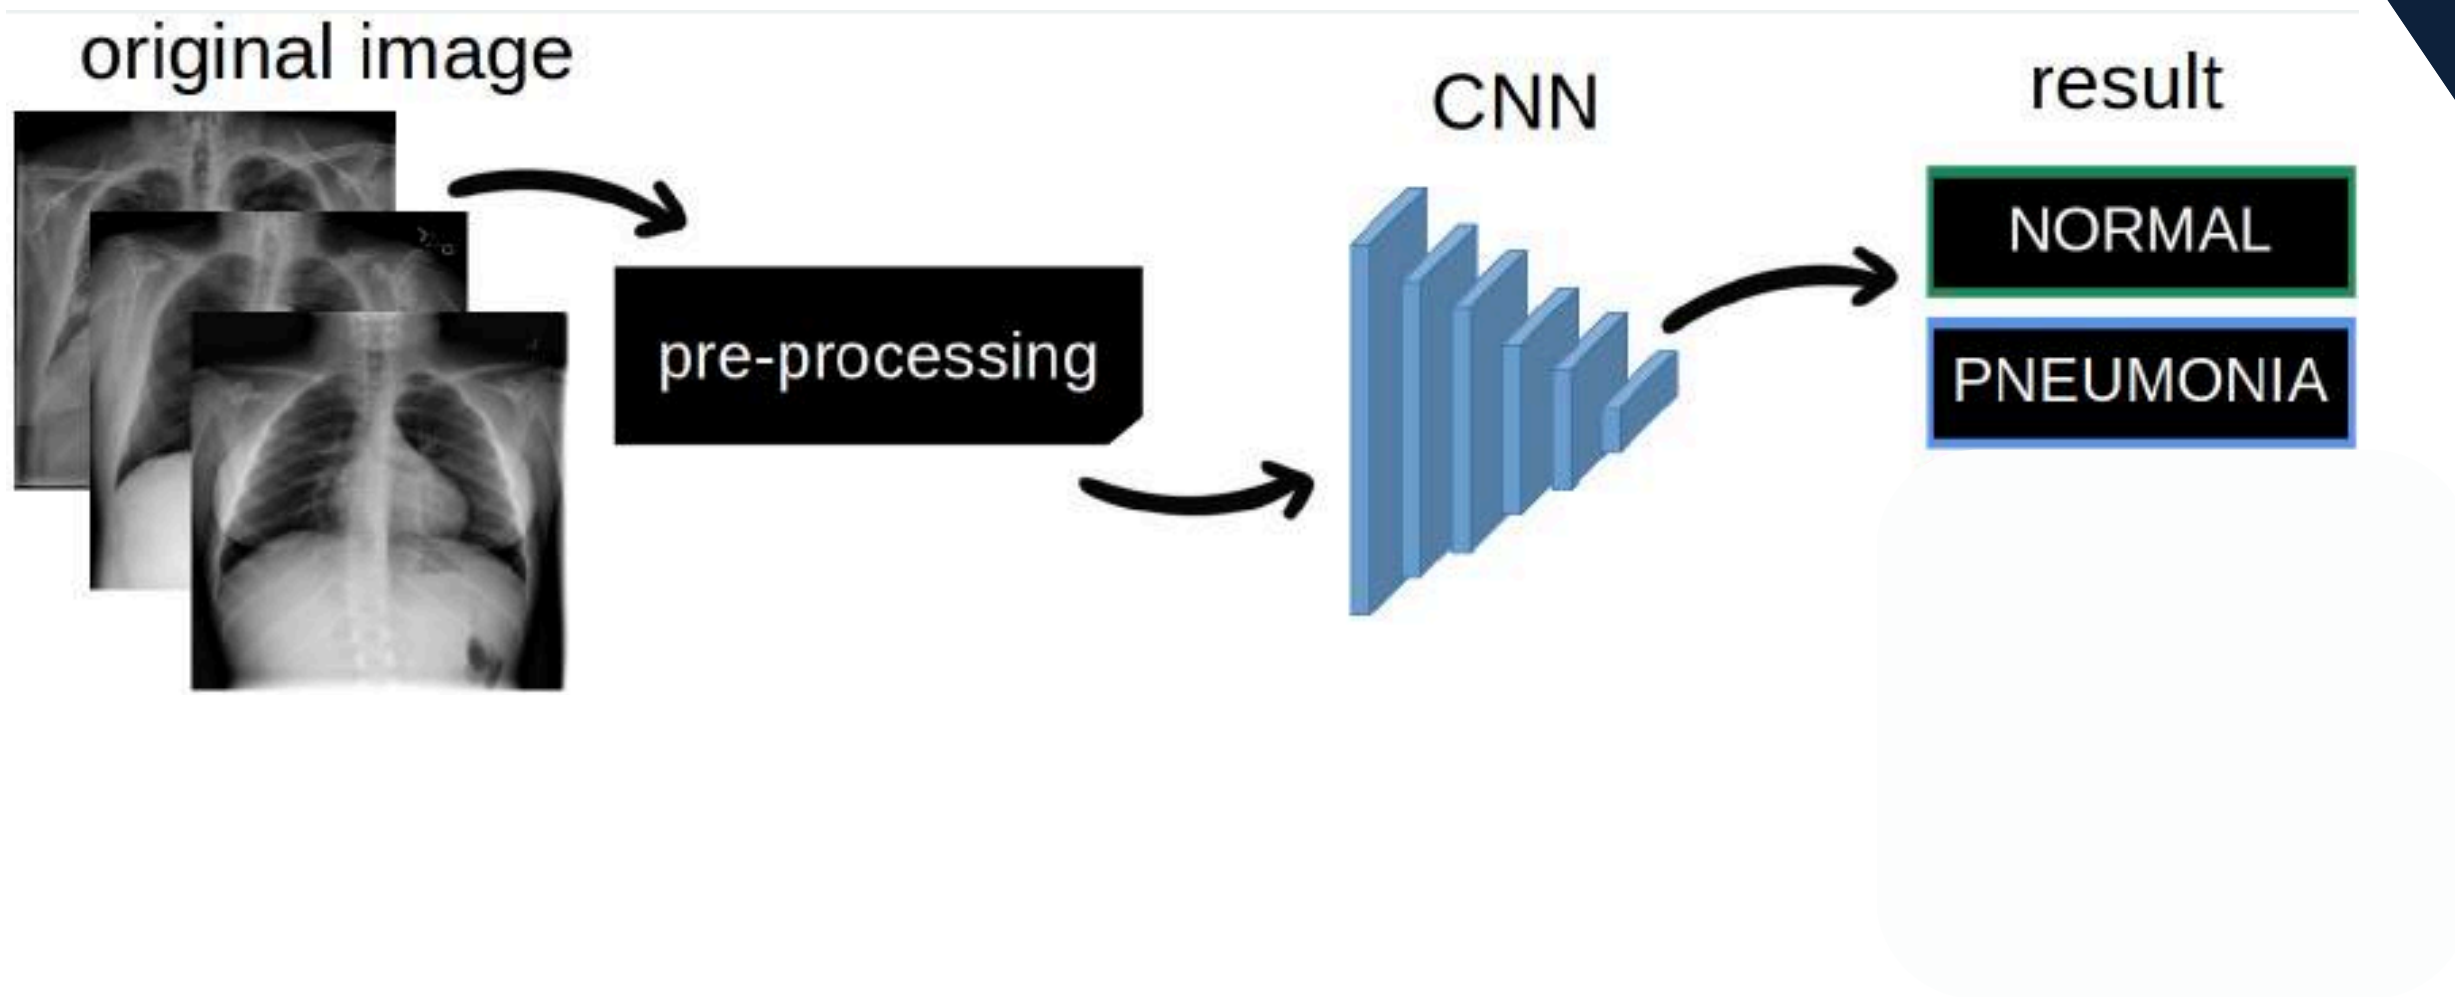 original image
pre-processing
CNN
result
NORMAL
PNEUMONIA